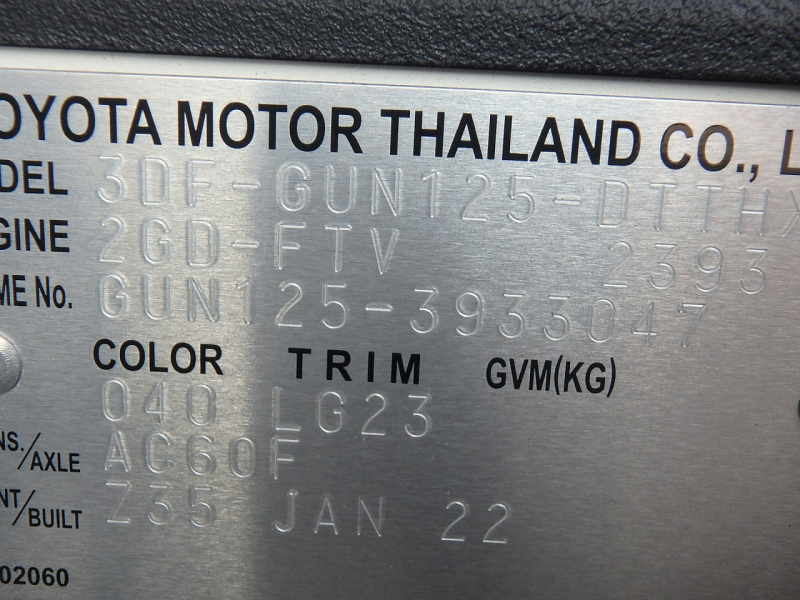 OYOTA MOTOR THAILAND CO., L
DEL 3DF-GUN125-DTTHX
GINE 2GD-FTV 2393
ME No. GUN125-3933047
COLOR TRIM GVM(KG)
040 LG23
NS./AXLE AC60F
NT/BUILT Z35 JAN 22
02060